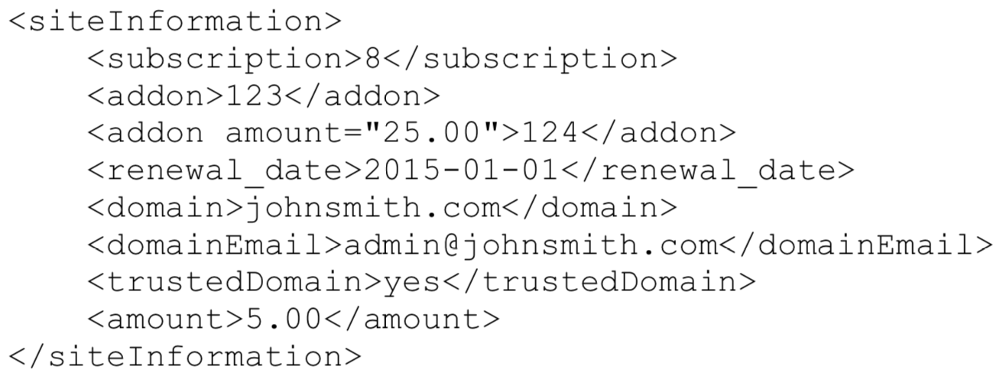 <siteInformation>
    <subscription>8</subscription>
    <addon>123</addon>
    <addon amount="25.00">124</addon>
    <renewal_date>2015-01-01</renewal_date>
    <domain>johnsmith.com</domain>
    <domainEmail>admin@johnsmith.com</domainEmail>
    <trustedDomain>yes</trustedDomain>
    <amount>5.00</amount>
</siteInformation>